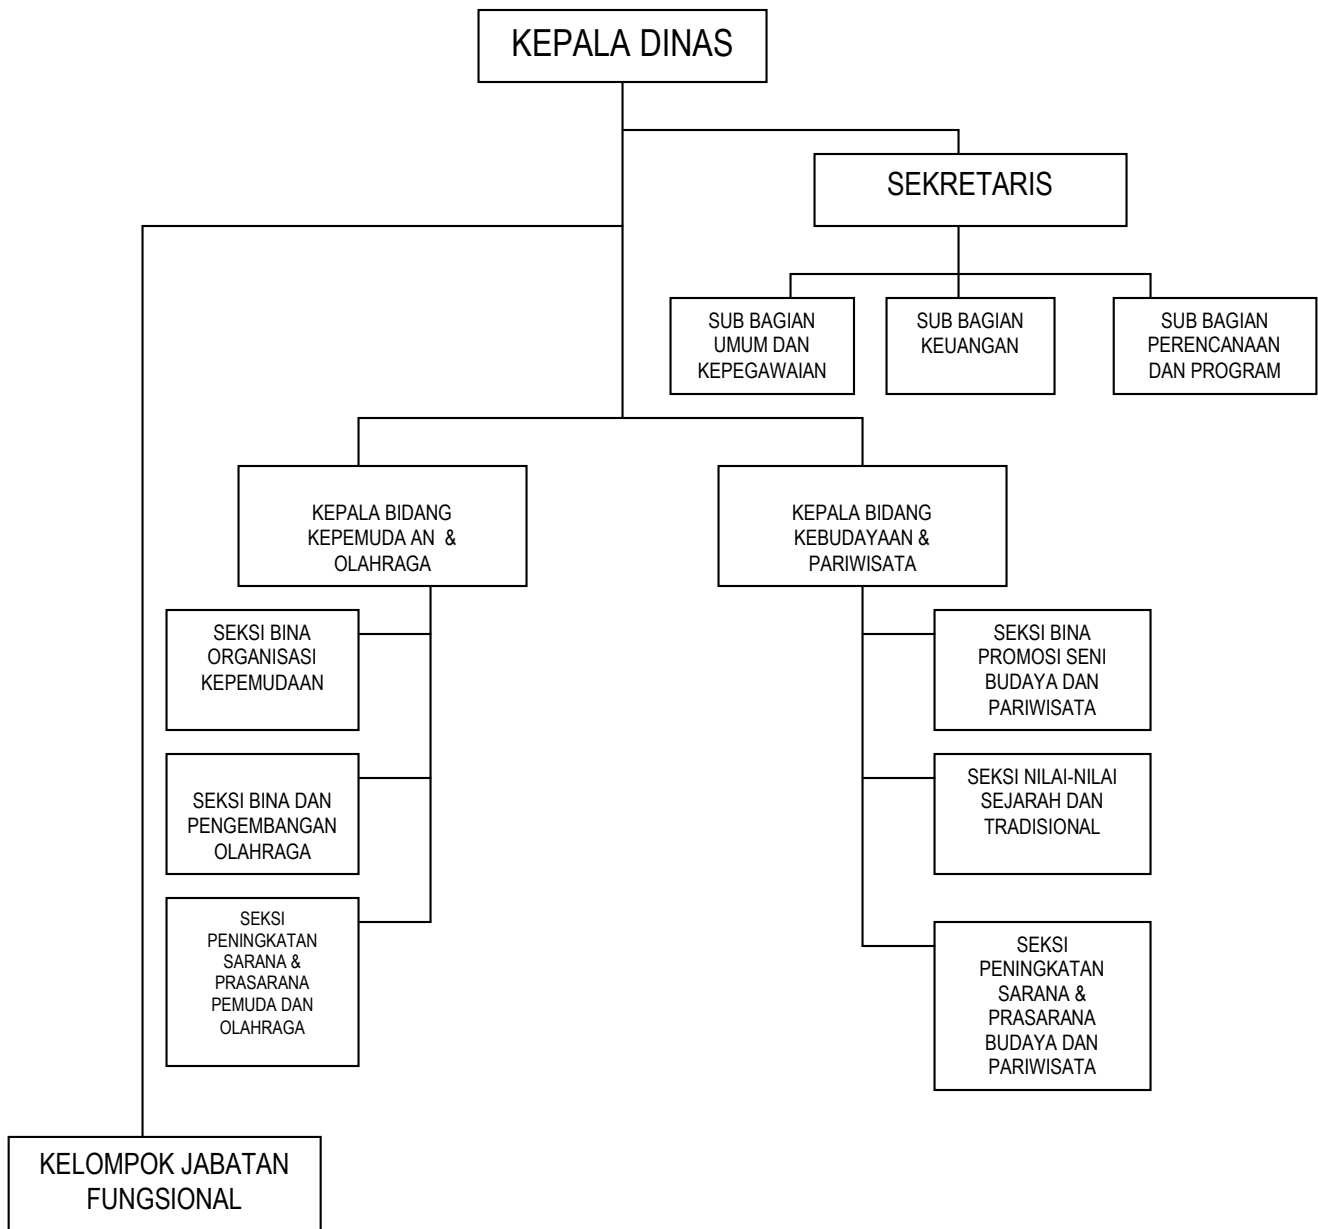 KEPALA DINAS
SEKRETARIS
SUB BAGIAN
UMUM DAN
KEPEGAWAIAN
SUB BAGIAN
KEUANGAN
SUB BAGIAN
PERENCANAAN
DAN PROGRAM
KEPALA BIDANG
KEPEMUDA AN  &
OLAHRAGA
KEPALA BIDANG
KEBUDAYAAN &
PARIWISATA
SEKSI BINA
ORGANISASI
KEPEMUDAAN
SEKSI BINA DAN
PENGEMBANGAN
OLAHRAGA
SEKSI
PENINGKATAN
SARANA &
PRASARANA
PEMUDA DAN
OLAHRAGA
SEKSI BINA
PROMOSI SENI
BUDAYA DAN
PARIWISATA
SEKSI NILAI-NILAI
SEJARAH DAN
TRADISIONAL
SEKSI
PENINGKATAN
SARANA &
PRASARANA
BUDAYA DAN
PARIWISATA
KELOMPOK JABATAN
FUNGSIONAL